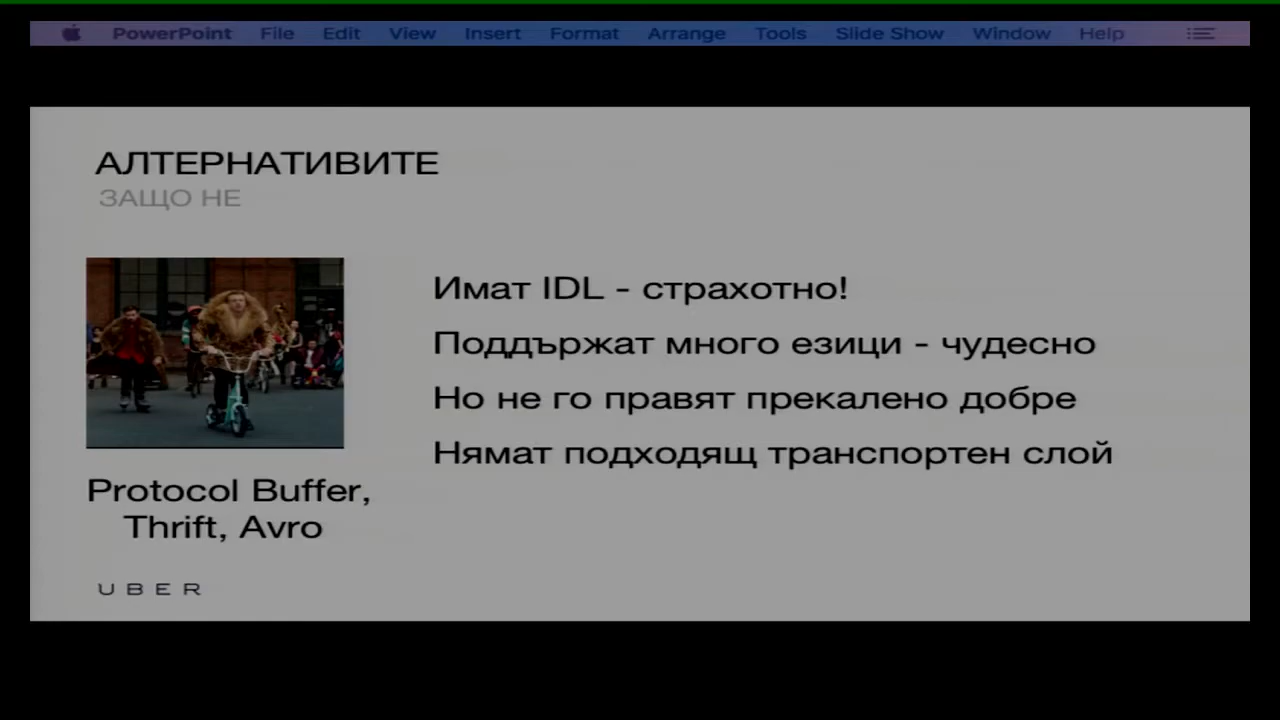 PowerPoint File Edit View Insert Format Arrange Tools Slide Show Window Help
АЛТЕРНАТИВИТЕ
ЗАЩО НЕ
Имат IDL - страхотно!
Поддържат много езици - чудесно
Но не го правят прекалено добре
Нямат подходящ транспортен слой
Protocol Buffer,
Thrift, Avro
UBER